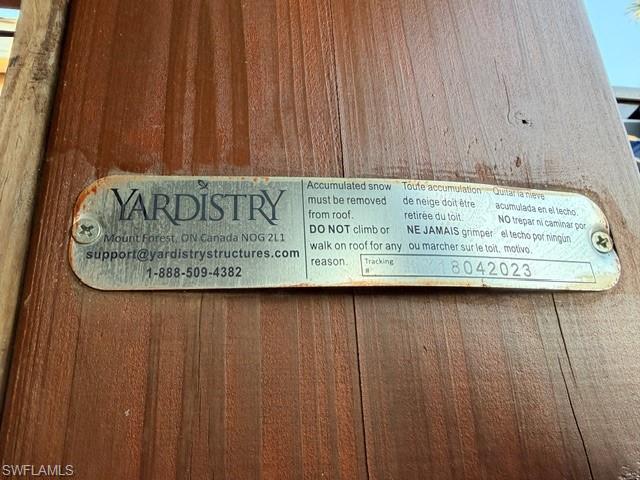 YARDISTRY
Mount Forest, ON Canada NOG 2L1
support@yardistrystructures.com
1-888-509-4382
Accumulated snow
must be removed
from roof.
DO NOT climb or
walk on roof for any
reason.
Toute accumulation
de neige doit être
retirée du toit.
NE JAMAIS grimper
ou marcher sur le toit.
Quitar la nieve
acumulada en el techo.
NO trepar ni caminar por
el techo por ningún
motivo.
Tracking
# 18042023
SWFLAMLS